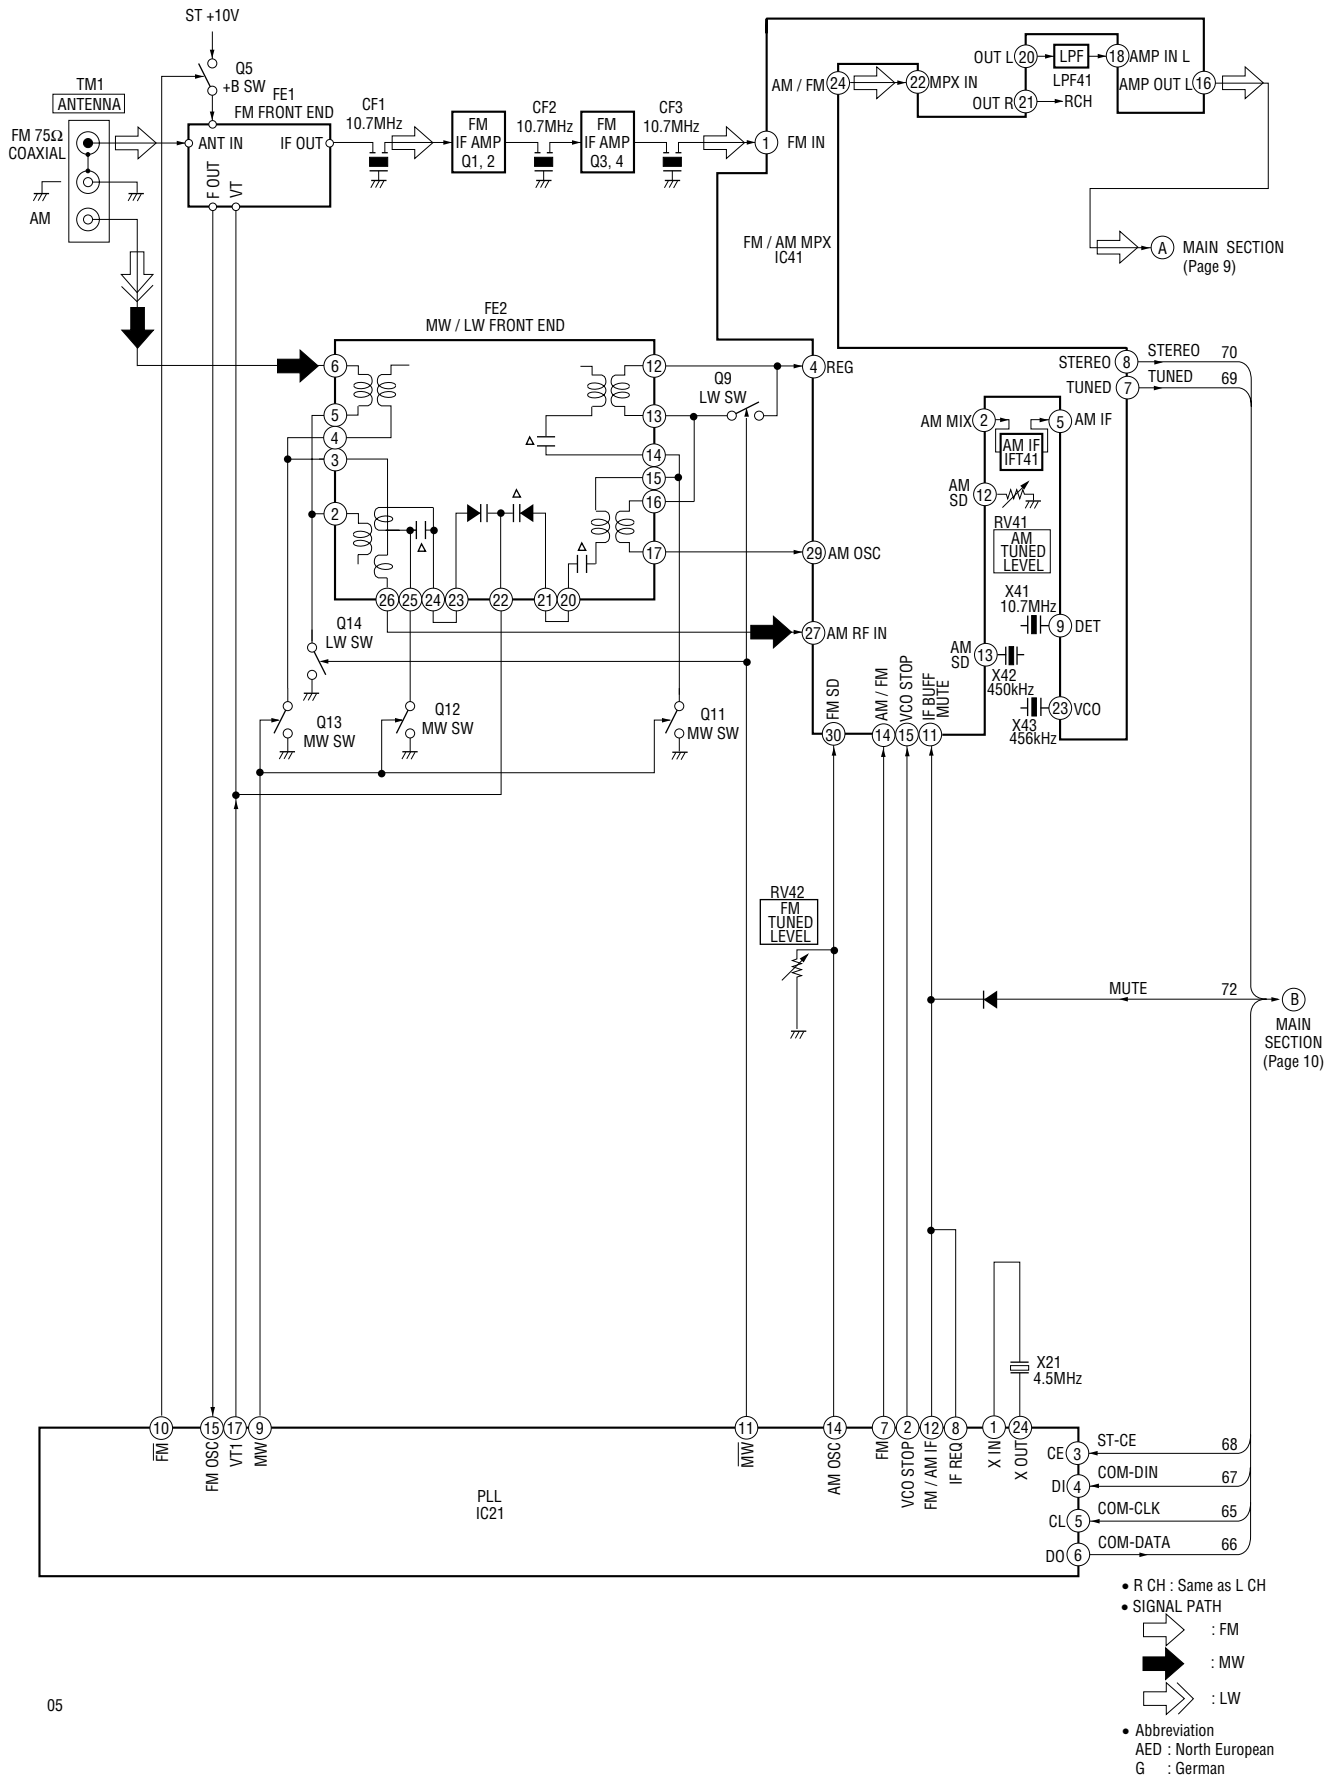 ST +10V
Q5
+B SW
TM1
ANTENNA
FM 75Ω
COAXIAL
AM
FE1
FM FRONT END
ANT IN
IF OUT
F OUT
VT
CF1
10.7MHz
FM
IF AMP
Q1, 2
CF2
10.7MHz
FM
IF AMP
Q3, 4
CF3
10.7MHz
1
FM IN
AM / FM
24
22
MPX IN
OUT L
20
LPF
LPF41
18
AMP IN L
OUT R
21
RCH
AMP OUT L
16
FM / AM MPX
IC41
A
MAIN SECTION
(Page 9)
FE2
MW / LW FRONT END
6
5
4
3
2
12
13
14
15
16
17
26
25
24
23
22
21
20
Δ
Δ
Δ
Δ
Q9
LW SW
4
REG
29
AM OSC
27
AM RF IN
STEREO
8
STEREO
70
TUNED
7
TUNED
69
AM MIX
2
5
AM IF
AM IF
IFT41
AM
SD
12
RV41
AM
TUNED
LEVEL
X41
10.7MHz
9
DET
AM
SD
13
X42
450kHz
23
VCO
X43
456kHz
FM SD
30
AM / FM
14
VCO STOP
15
IF BUFF
MUTE
11
Q14
LW SW
Q13
MW SW
Q12
MW SW
Q11
MW SW
RV42
FM
TUNED
LEVEL
MUTE
72
B
MAIN
SECTION
(Page 10)
X21
4.5MHz
10
FM
15
FM OSC
17
VT1
9
MW
11
MW
14
AM OSC
7
FM
2
VCO STOP
12
FM / AM IF
8
IF REQ
1
X IN
24
X OUT
PLL
IC21
CE
3
ST-CE
68
DI
4
COM-DIN
67
CL
5
COM-CLK
65
DO
6
COM-DATA
66
• R CH : Same as L CH
• SIGNAL PATH
: FM
: MW
: LW
• Abbreviation
AED : North European
G : German
05